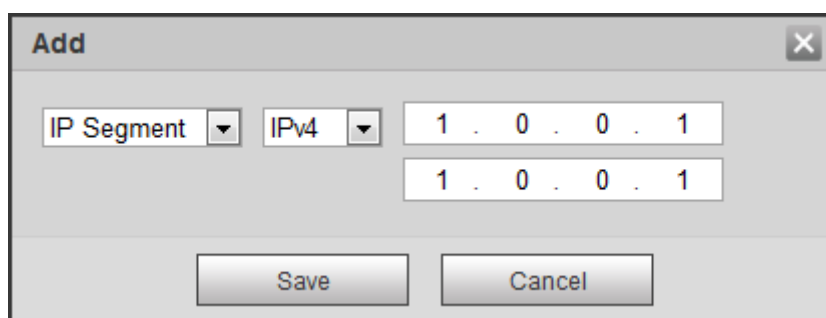 Add
IP Segment IPv4 1 . 0 . 0 . 1
1 . 0 . 0 . 1
Save Cancel